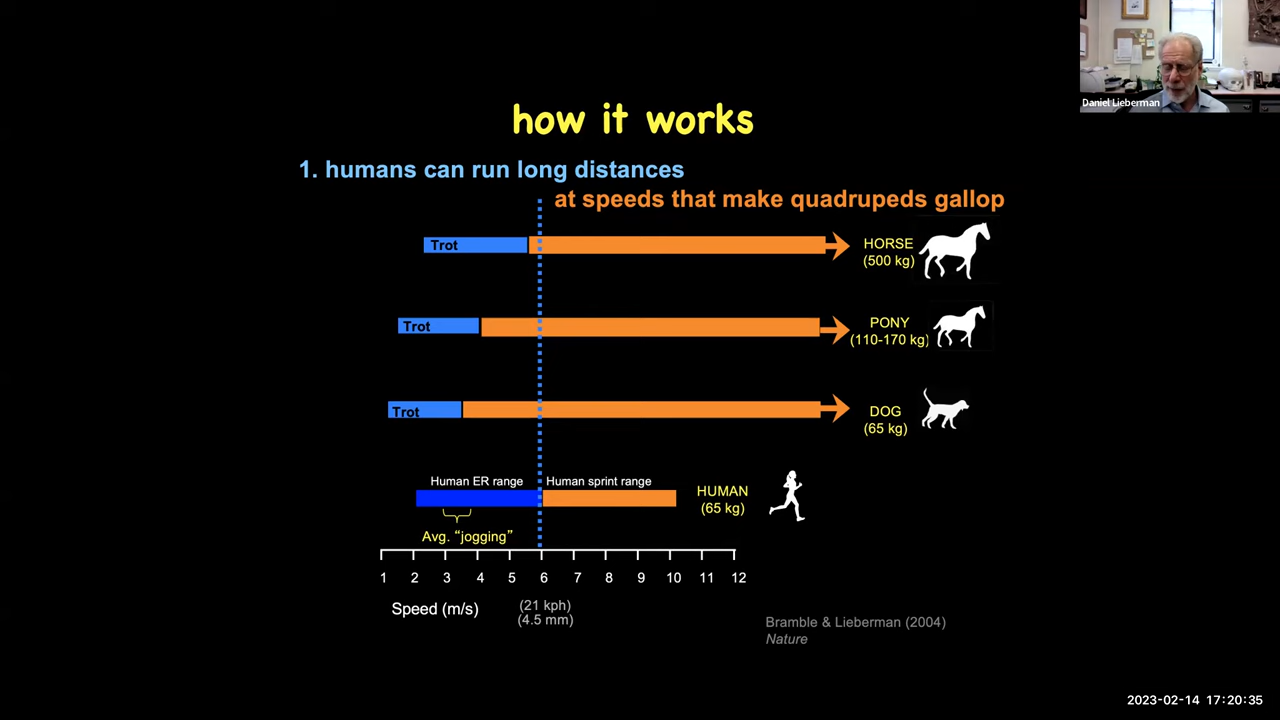 Daniel Lieberman
how it works
1. humans can run long distances
at speeds that make quadrupeds gallop
Trot
HORSE
(500 kg)
Trot
PONY
(110-170 kg)
Trot
DOG
(65 kg)
Human ER range
Human sprint range
HUMAN
(65 kg)
Avg. “jogging”
1 2 3 4 5 6 7 8 9 10 11 12
Speed (m/s)
(21 kph)
(4.5 mm)
Bramble & Lieberman (2004)
Nature
2023-02-14 17:20:35